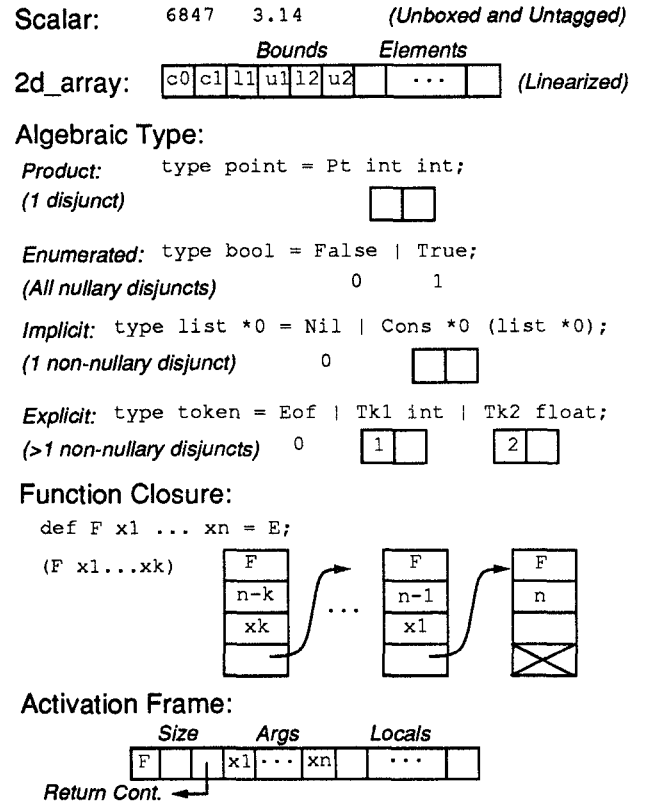 Scalar: 6847 3.14 (Unboxed and Untagged)
Bounds Elements
2d_array: c0 c1 l1 u1 l2 u2 ... (Linearized)
Algebraic Type:
Product: type point = Pt int int;
(1 disjunct)
Enumerated: type bool = False | True;
(All nullary disjuncts) 0 1
Implicit: type list *0 = Nil | Cons *0 (list *0);
(1 non-nullary disjunct) 0
Explicit: type token = Eof | Tk1 int | Tk2 float;
(>1 non-nullary disjuncts) 0 1 2
Function Closure:
def F x1 ... xn = E;
(F x1...xk) F F F
n-k n-1 n
xk ... x1
Activation Frame:
Size Args Locals
F x1 ... xn ...
Return Cont.